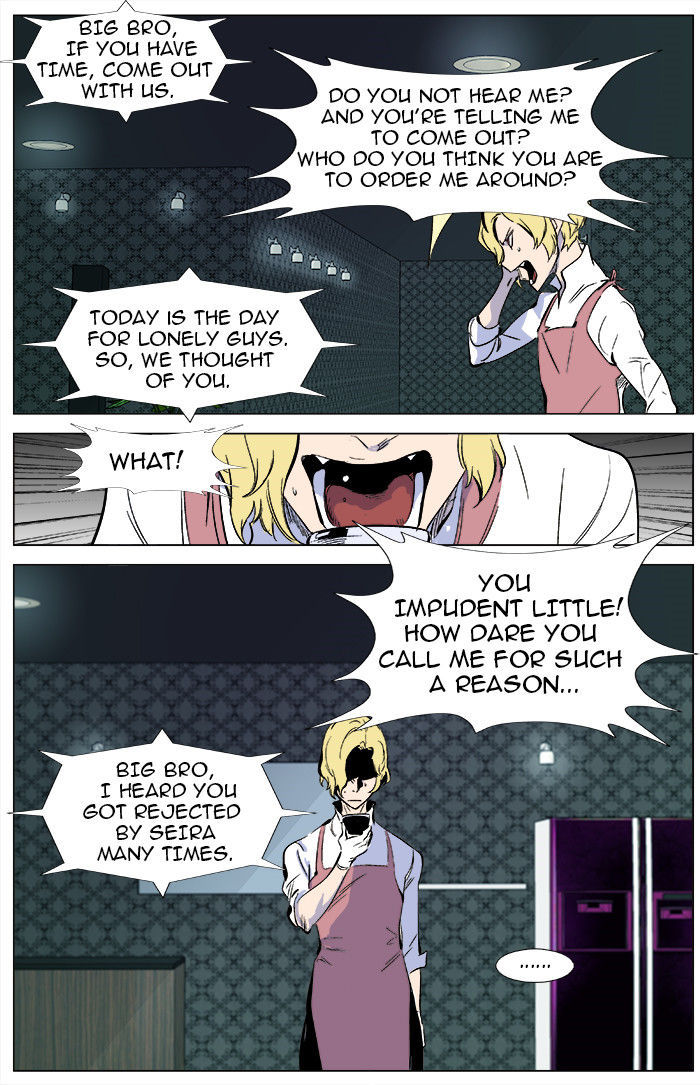 BIG BRO,
IF YOU HAVE
TIME, COME OUT
WITH US.
DO YOU NOT HEAR ME?
AND YOU'RE TELLING ME
TO COME OUT?
WHO DO YOU THINK YOU ARE
TO ORDER ME AROUND?
TODAY IS THE DAY
FOR LONELY GUYS.
SO, WE THOUGHT
OF YOU.
WHAT!
YOU
IMPUDENT LITTLE!
HOW DARE YOU
CALL ME FOR SUCH
A REASON...
BIG BRO,
I HEARD YOU
GOT REJECTED
BY SEIRA
MANY TIMES.
......